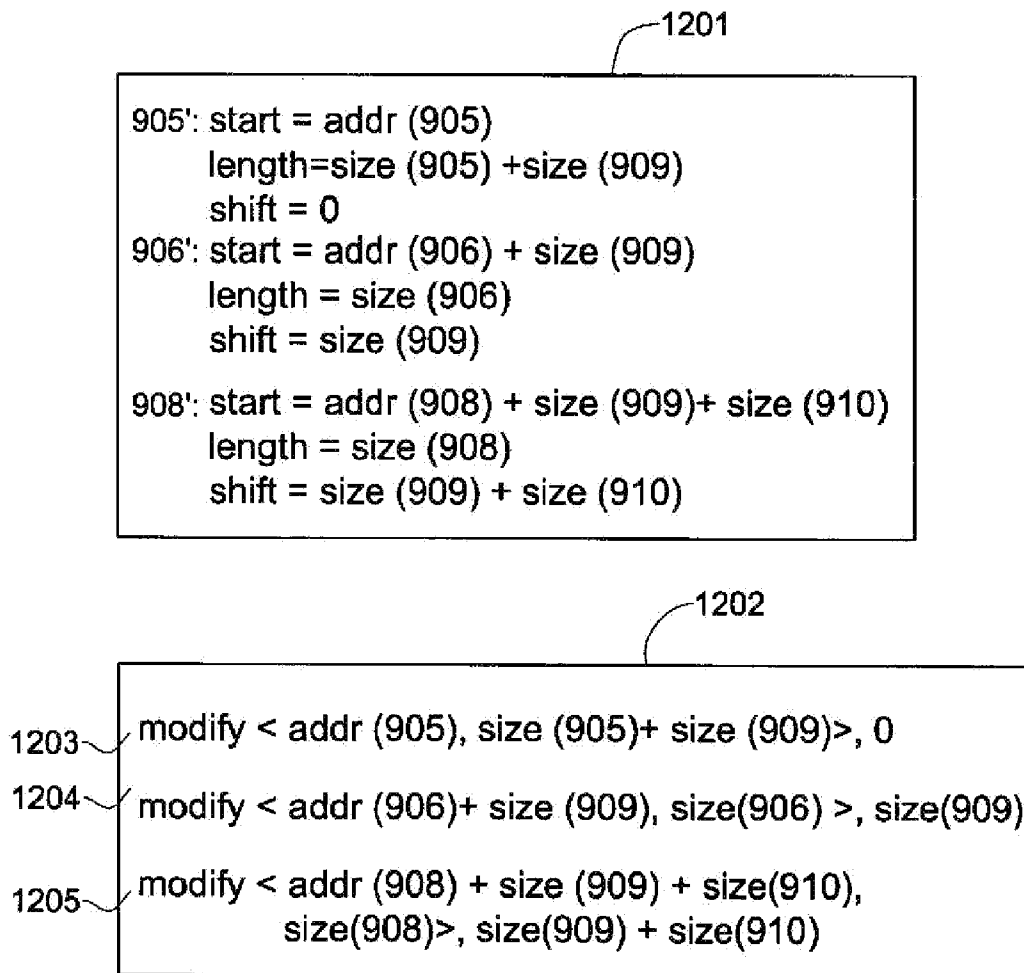 1201
905': start = addr (905)
length=size (905) +size (909)
shift = 0
906': start = addr (906) + size (909)
length = size (906)
shift = size (909)
908': start = addr (908) + size (909)+ size (910)
length = size (908)
shift = size (909) + size (910)
1202
1203 modify < addr (905), size (905)+ size (909)>, 0
1204 modify < addr (906)+ size (909), size(906) >, size(909)
1205 modify < addr (908) + size (909) + size(910),
size(908)>, size(909) + size(910)